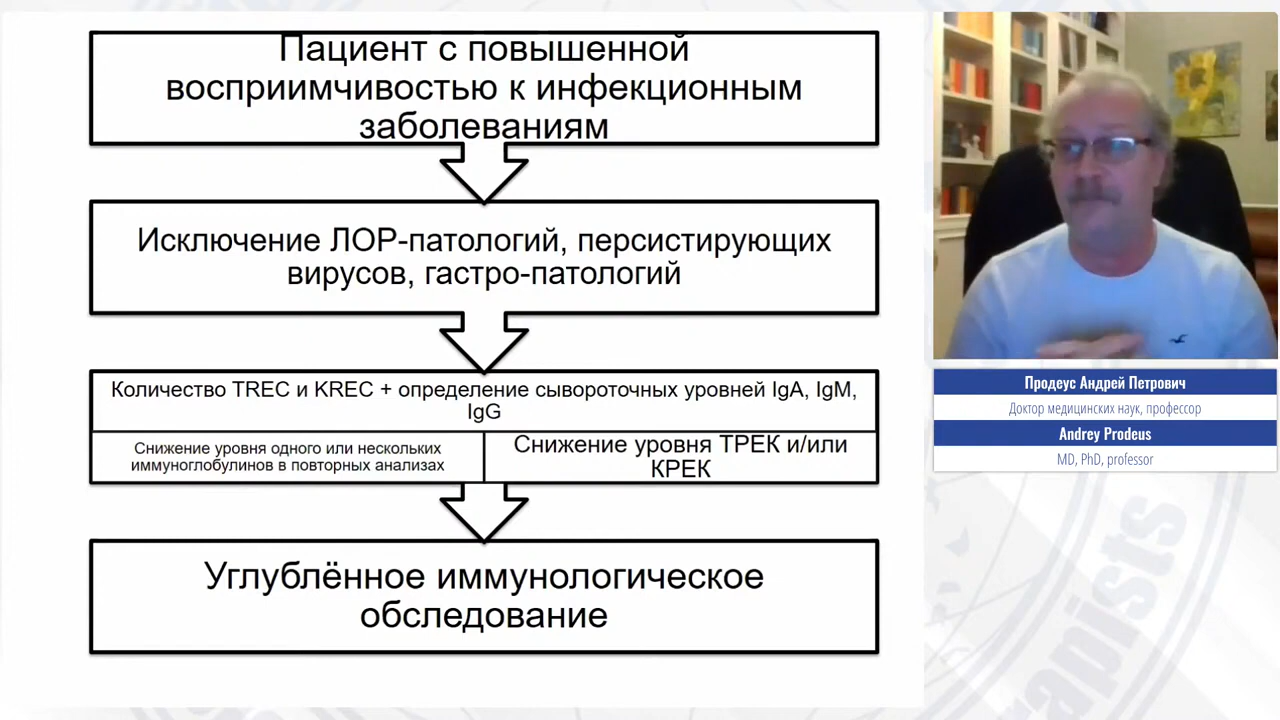 Пациент с повышенной
восприимчивостью к инфекционным
заболеваниям
Исключение ЛОР-патологий, персистирующих
вирусов, гастро-патологий
Количество TREC и KREC + определение сывороточных уровней IgA, IgM,
IgG
Снижение уровня одного или нескольких
иммуноглобулинов в повторных анализах
Снижение уровня ТРЕК и/или
КРЕК
Углублённое иммунологическое
обследование
Продеус Андрей Петрович
Доктор медицинских наук, профессор
Andrey Prodeus
MD, PhD, professor
rapists